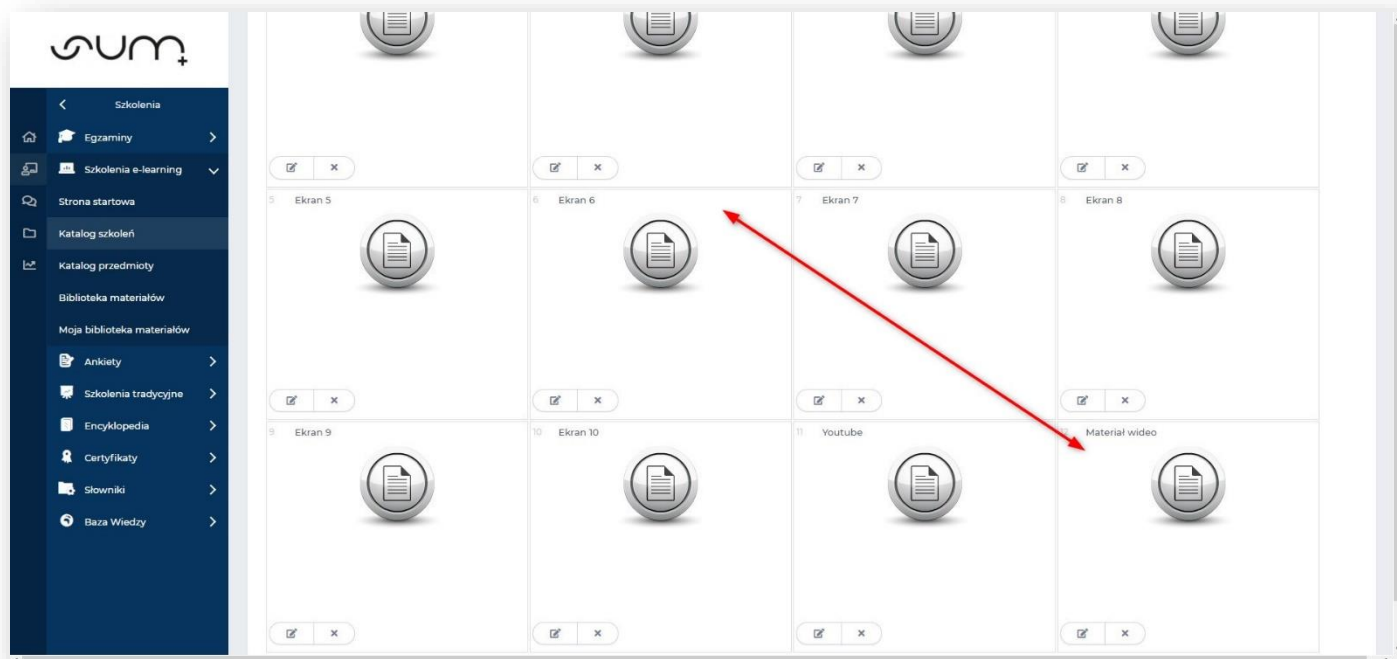 sum+
Szkolenia
Egzaminy
Szkolenia e-learning
Strona startowa
Katalog szkoleń
Katalog przedmioty
Biblioteka materiałów
Moja biblioteka materiałów
Ankiety
Szkolenia tradycyjne
Encyklopedia
Certyfikaty
Słowniki
Baza Wiedzy
5 Ekran 5
6 Ekran 6
7 Ekran 7
8 Ekran 8
9 Ekran 9
10 Ekran 10
11 Youtube
12 Materiał wideo